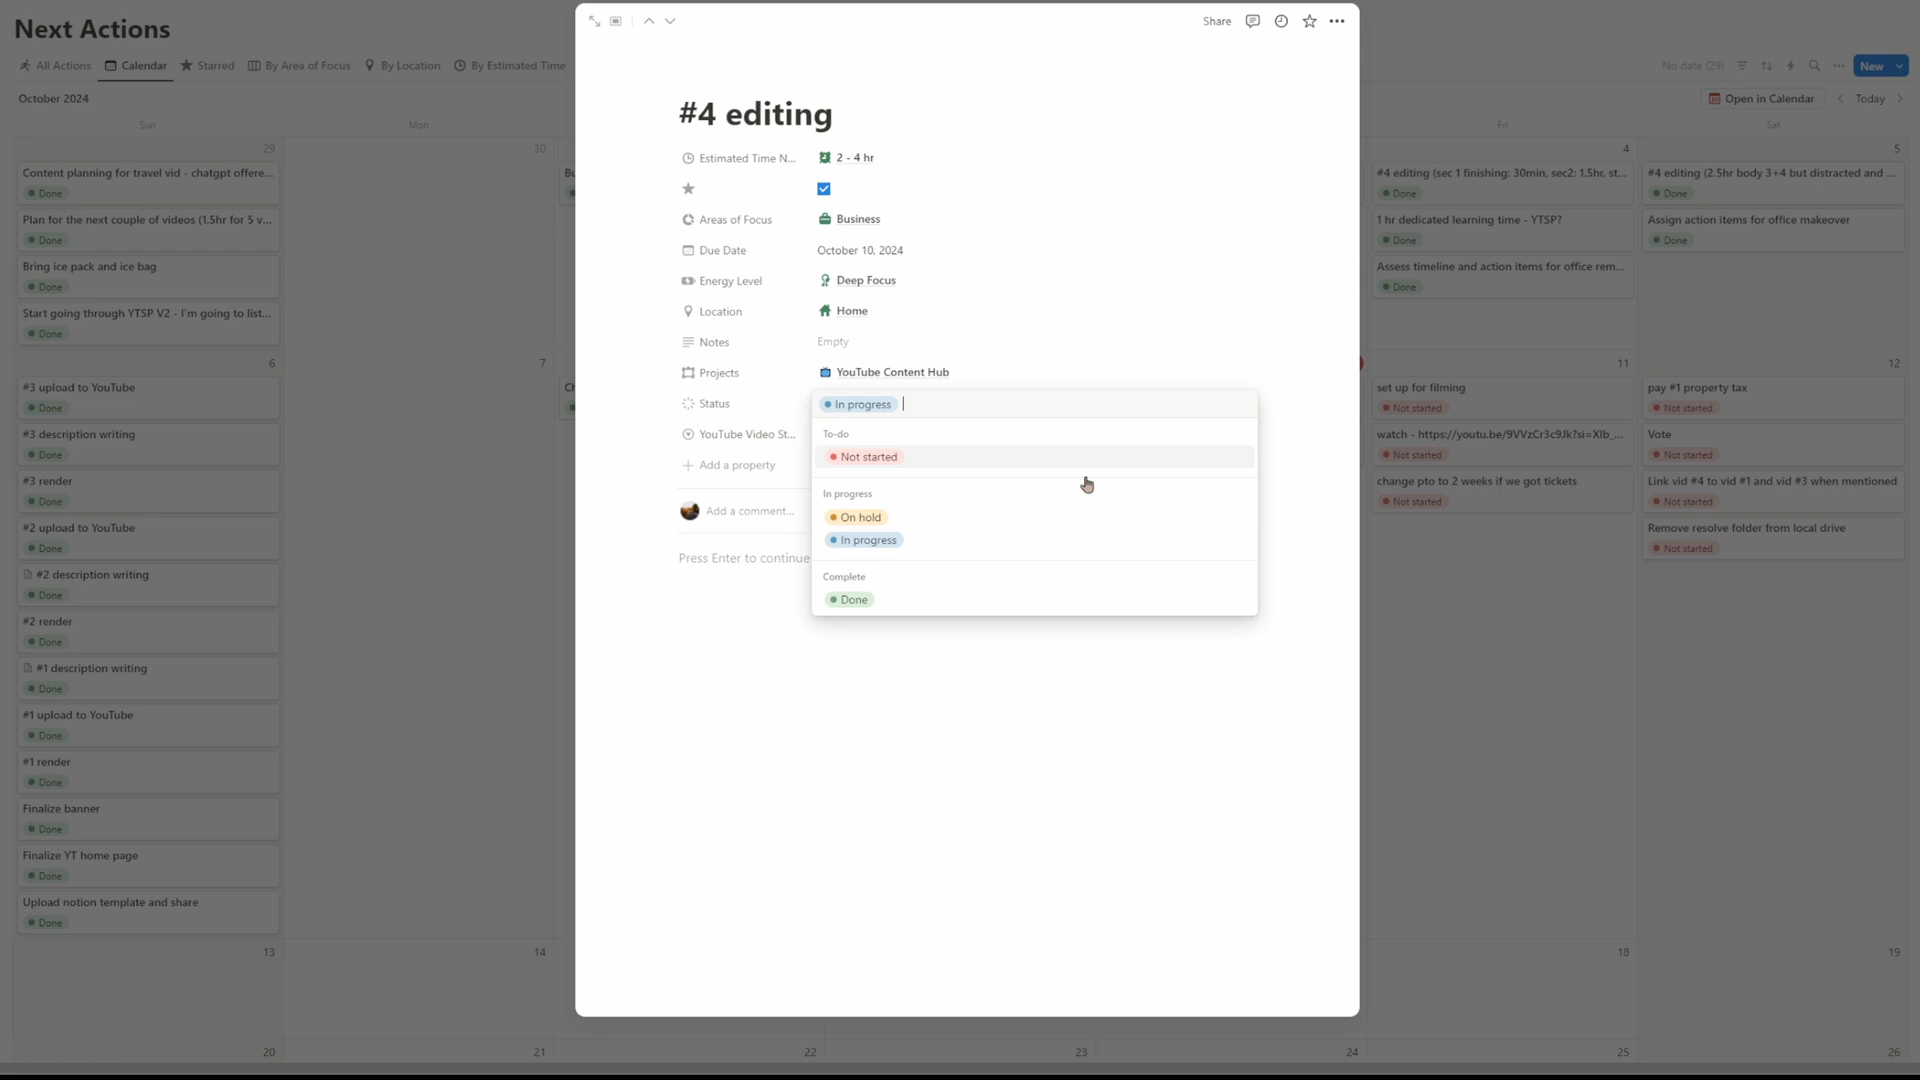 Next Actions
All Actions
Calendar
Starred
By Area of Focus
By Location
By Estimated Time
No date (29)
New
October 2024
Open in Calendar
Today
Sun
Mon
Fri
Sat
29
30
4
5
Content planning for travel vid - chatgpt offere...
Done
Plan for the next couple of videos (1.5hr for 5 v...
Done
Bring ice pack and ice bag
Done
Start going through YTSP V2 - I'm going to list...
Done
Bu
#4 editing (sec 1 finishing: 30min, sec2: 1.5hr, st...
Done
1 hr dedicated learning time - YTSP?
Done
Assess timeline and action items for office rem...
Done
#4 editing (2.5hr body 3+4 but distracted and ...
Done
Assign action items for office makeover
Done
6
7
11
12
#3 upload to YouTube
Done
#3 description writing
Done
#3 render
Done
#2 upload to YouTube
Done
#2 description writing
Done
#2 render
Done
#1 description writing
Done
#1 upload to YouTube
Done
#1 render
Done
Finalize banner
Done
Finalize YT home page
Done
Upload notion template and share
Done
Ch
set up for filming
Not started
watch - https://youtu.be/9VVzCr3c9Jk?si=Xlb_...
Not started
change pto to 2 weeks if we got tickets
Not started
pay #1 property tax
Not started
Vote
Not started
Link vid #4 to vid #1 and vid #3 when mentioned
Not started
Remove resolve folder from local drive
Not started
13
14
18
19
20
21
22
23
24
25
26
Share
#4 editing
Estimated Time N...
2 - 4 hr
Areas of Focus
Business
Due Date
October 10, 2024
Energy Level
Deep Focus
Location
Home
Notes
Empty
Projects
YouTube Content Hub
Status
In progress
YouTube Video St...
Add a property
Add a comment...
Press Enter to continue
To-do
Not started
In progress
On hold
In progress
Complete
Done